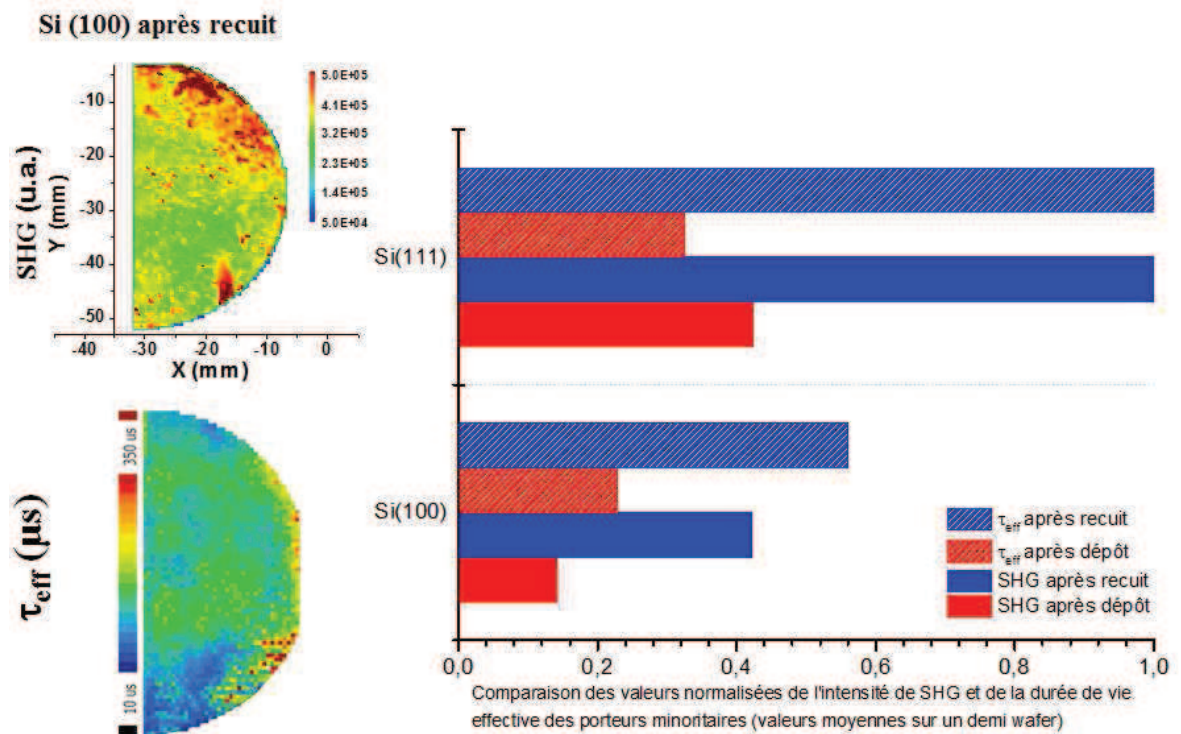 Si (100) après recuit
SHG (u.a.)
Y (mm)
-10
-20
-30
-40
-50
5.0E+05
4.1E+05
3.2E+05
2.3E+05
1.4E+05
5.0E+04
-40 -30 -20 -10 0
X (mm)
τeff (µs)
350 us
10 us
Si(111)
Si(100)
τeff après recuit
τeff après dépôt
SHG après recuit
SHG après dépôt
0,0 0,2 0,4 0,6 0,8 1,0
Comparaison des valeurs normalisées de l'intensité de SHG et de la durée de vie
effective des porteurs minoritaires (valeurs moyennes sur un demi wafer)